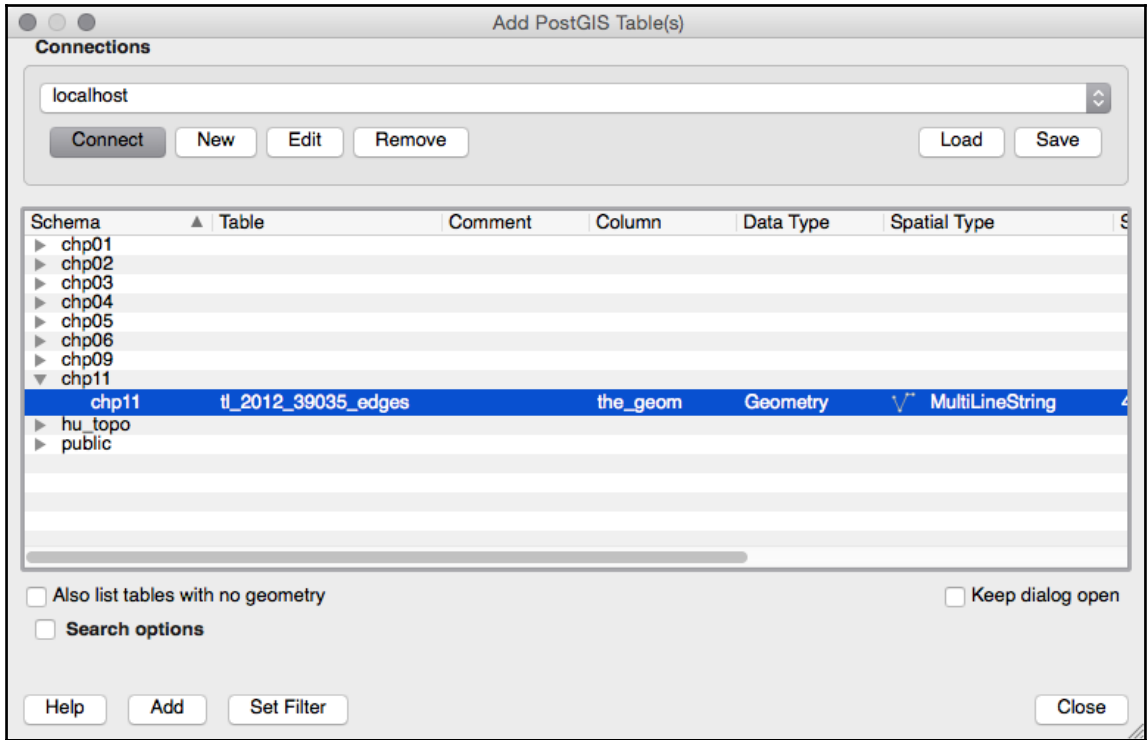 Add PostGIS Table(s)
Connections
localhost
Connect New Edit Remove Load Save
Schema Table Comment Column Data Type Spatial Type S
chp01
chp02
chp03
chp04
chp05
chp06
chp09
chp11
chp11 tl_2012_39035_edges the_geom Geometry MultiLineString 4
hu_topo
public
Also list tables with no geometry Keep dialog open
Search options
Help Add Set Filter Close